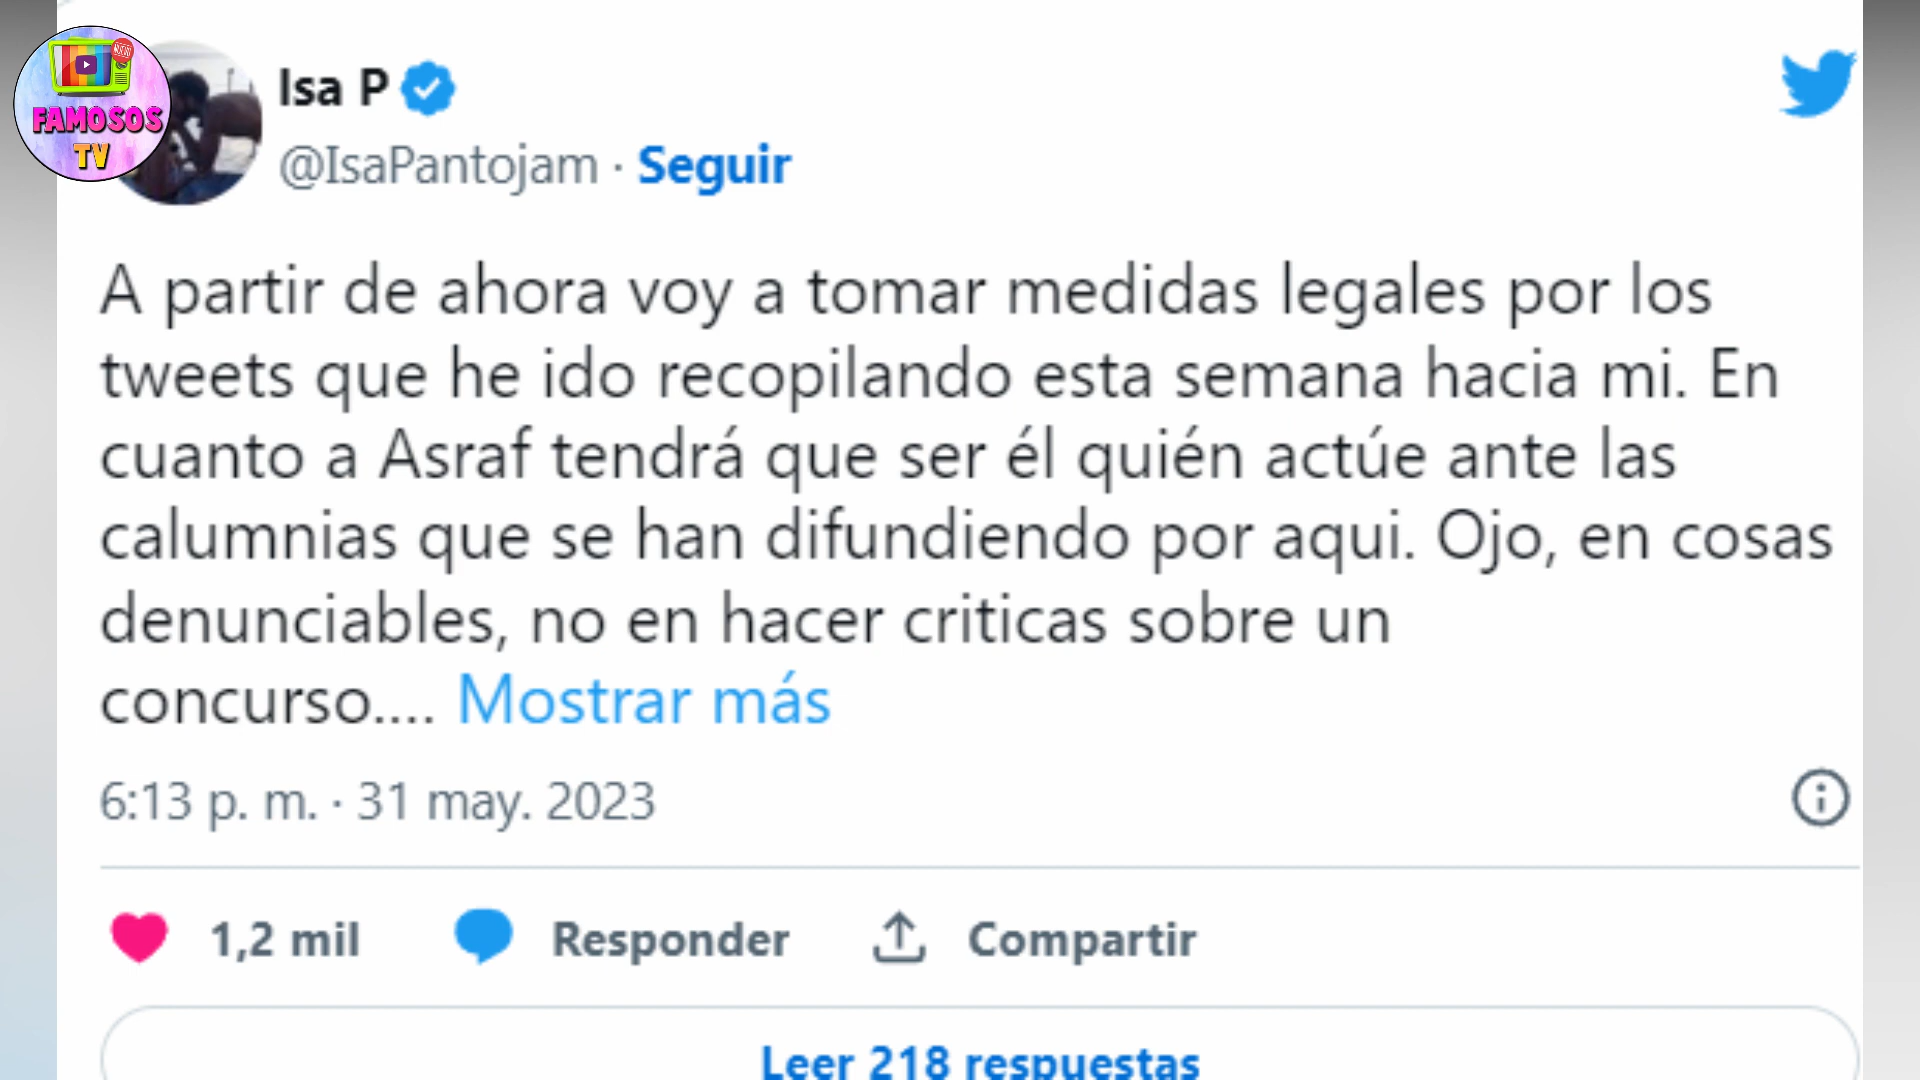 NUEVO
FAMOSOS
TV
Isa P
@IsaPantojam · Seguir
A partir de ahora voy a tomar medidas legales por los
tweets que he ido recopilando esta semana hacia mi. En
cuanto a Asraf tendrá que ser él quién actúe ante las
calumnias que se han difundiendo por aqui. Ojo, en cosas
denunciables, no en hacer criticas sobre un
concurso.... Mostrar más
6:13 p. m. · 31 may. 2023
1,2 mil Responder Compartir
Leer 218 respuestas